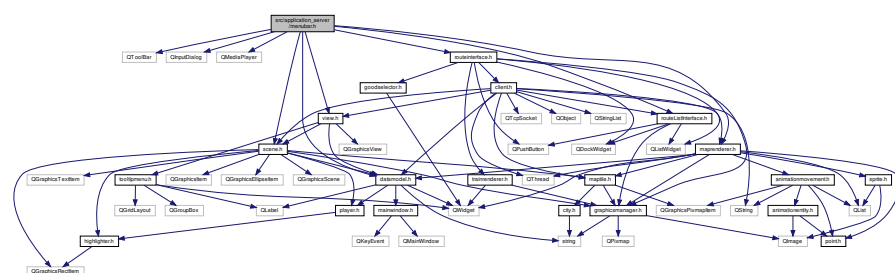 src/application_server
/menubar.h
QToolBar
QInputDialog
QMediaPlayer
routeinterface.h
goodselector.h
client.h
view.h
QTcpSocket
QObject
QStringList
routeListInterface.h
scene.h
QGraphicsView
QPushButton
QDockWidget
QListWidget
maprenderer.h
QGraphicsTextItem
tooltipmenu.h
QGraphicsItem
QGraphicsEllipseItem
QGraphicsScene
datamodel.h
trainrenderer.h
QThread
maptile.h
animationmovement.h
sprite.h
QGridLayout
QGroupBox
QLabel
player.h
mainwindow.h
QWidget
city.h
graphicsmanager.h
QGraphicsPixmapItem
QString
animationentity.h
QList
highlighter.h
QKeyEvent
QMainWindow
string
QPixmap
QImage
point.h
QGraphicsRectItem